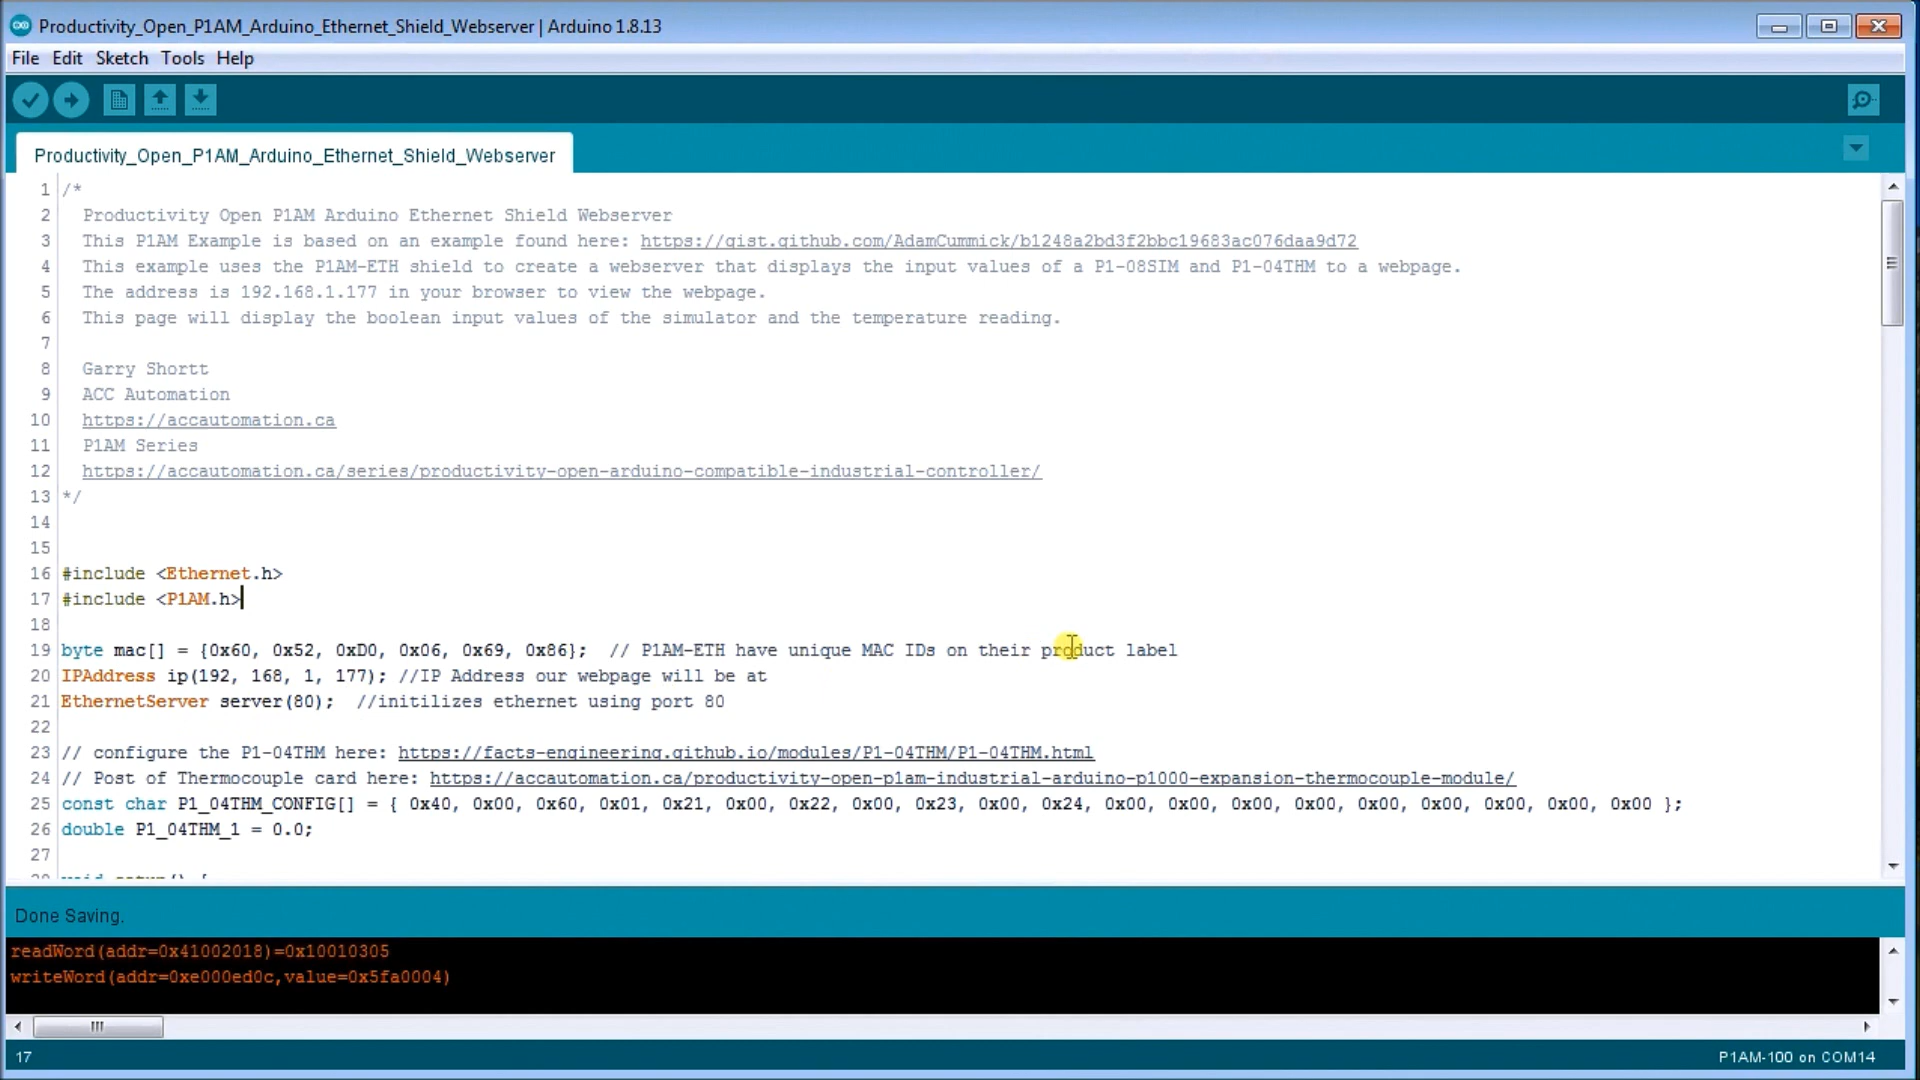 Productivity_Open_P1AM_Arduino_Ethernet_Shield_Webserver | Arduino 1.8.13
File Edit Sketch Tools Help
Productivity_Open_P1AM_Arduino_Ethernet_Shield_Webserver
1 /*
2 Productivity Open P1AM Arduino Ethernet Shield Webserver
3 This P1AM Example is based on an example found here: https://gist.github.com/AdamCummick/b1248a2bd3f2bbc19683ac076daa9d72
4 This example uses the P1AM-ETH shield to create a webserver that displays the input values of a P1-08SIM and P1-04THM to a webpage.
5 The address is 192.168.1.177 in your browser to view the webpage.
6 This page will display the boolean input values of the simulator and the temperature reading.
7
8 Garry Shortt
9 ACC Automation
10 https://accautomation.ca
11 P1AM Series
12 https://accautomation.ca/series/productivity-open-arduino-compatible-industrial-controller/
13 */
14
15
16 #include <Ethernet.h>
17 #include <P1AM.h>
18
19 byte mac[] = {0x60, 0x52, 0xD0, 0x06, 0x69, 0x86};  // P1AM-ETH have unique MAC IDs on their product label
20 IPAddress ip(192, 168, 1, 177); //IP Address our webpage will be at
21 EthernetServer server(80);  //initilizes ethernet using port 80
22
23 // configure the P1-04THM here: https://facts-engineering.github.io/modules/P1-04THM/P1-04THM.html
24 // Post of Thermocouple card here: https://accautomation.ca/productivity-open-p1am-industrial-arduino-p1000-expansion-thermocouple-module/
25 const char P1_04THM_CONFIG[] = { 0x40, 0x00, 0x60, 0x01, 0x21, 0x00, 0x22, 0x00, 0x23, 0x00, 0x24, 0x00, 0x00, 0x00, 0x00, 0x00, 0x00, 0x00, 0x00, 0x00 };
26 double P1_04THM_1 = 0.0;
27
28 void setup() {
Done Saving.
readWord(addr=0x41002018)=0x10010305
writeWord(addr=0xe000ed0c,value=0x5fa0004)
17
P1AM-100 on COM14